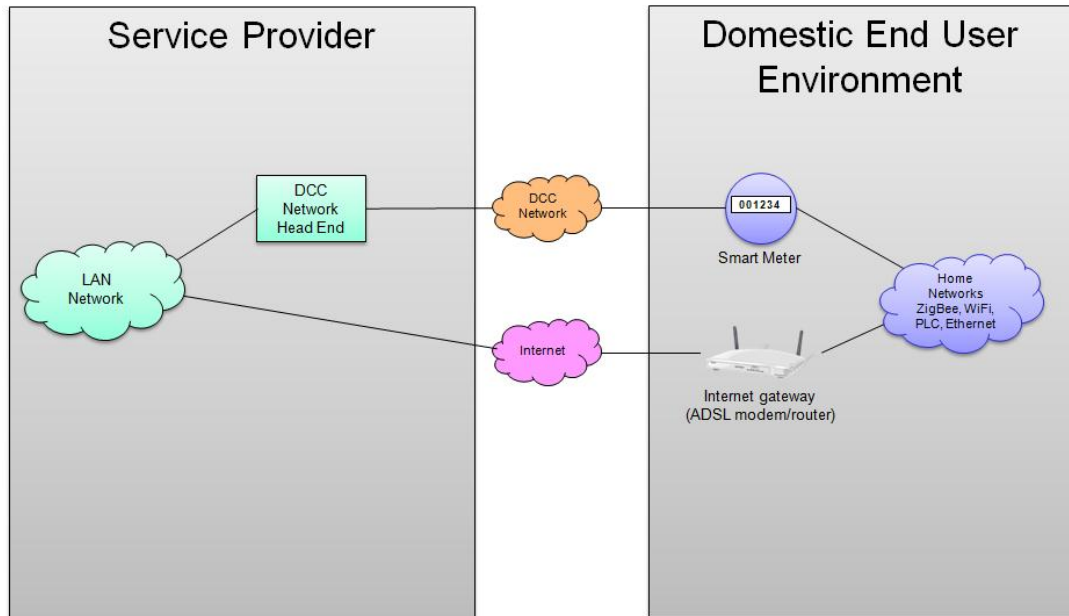 Service Provider
Domestic End User
Environment
DCC
Network
Head End
DCC
Network
001234
Smart Meter
LAN
Network
Home
Networks
ZigBee, WiFi,
PLC, Ethernet
Internet
Internet gateway
(ADSL modem/router)